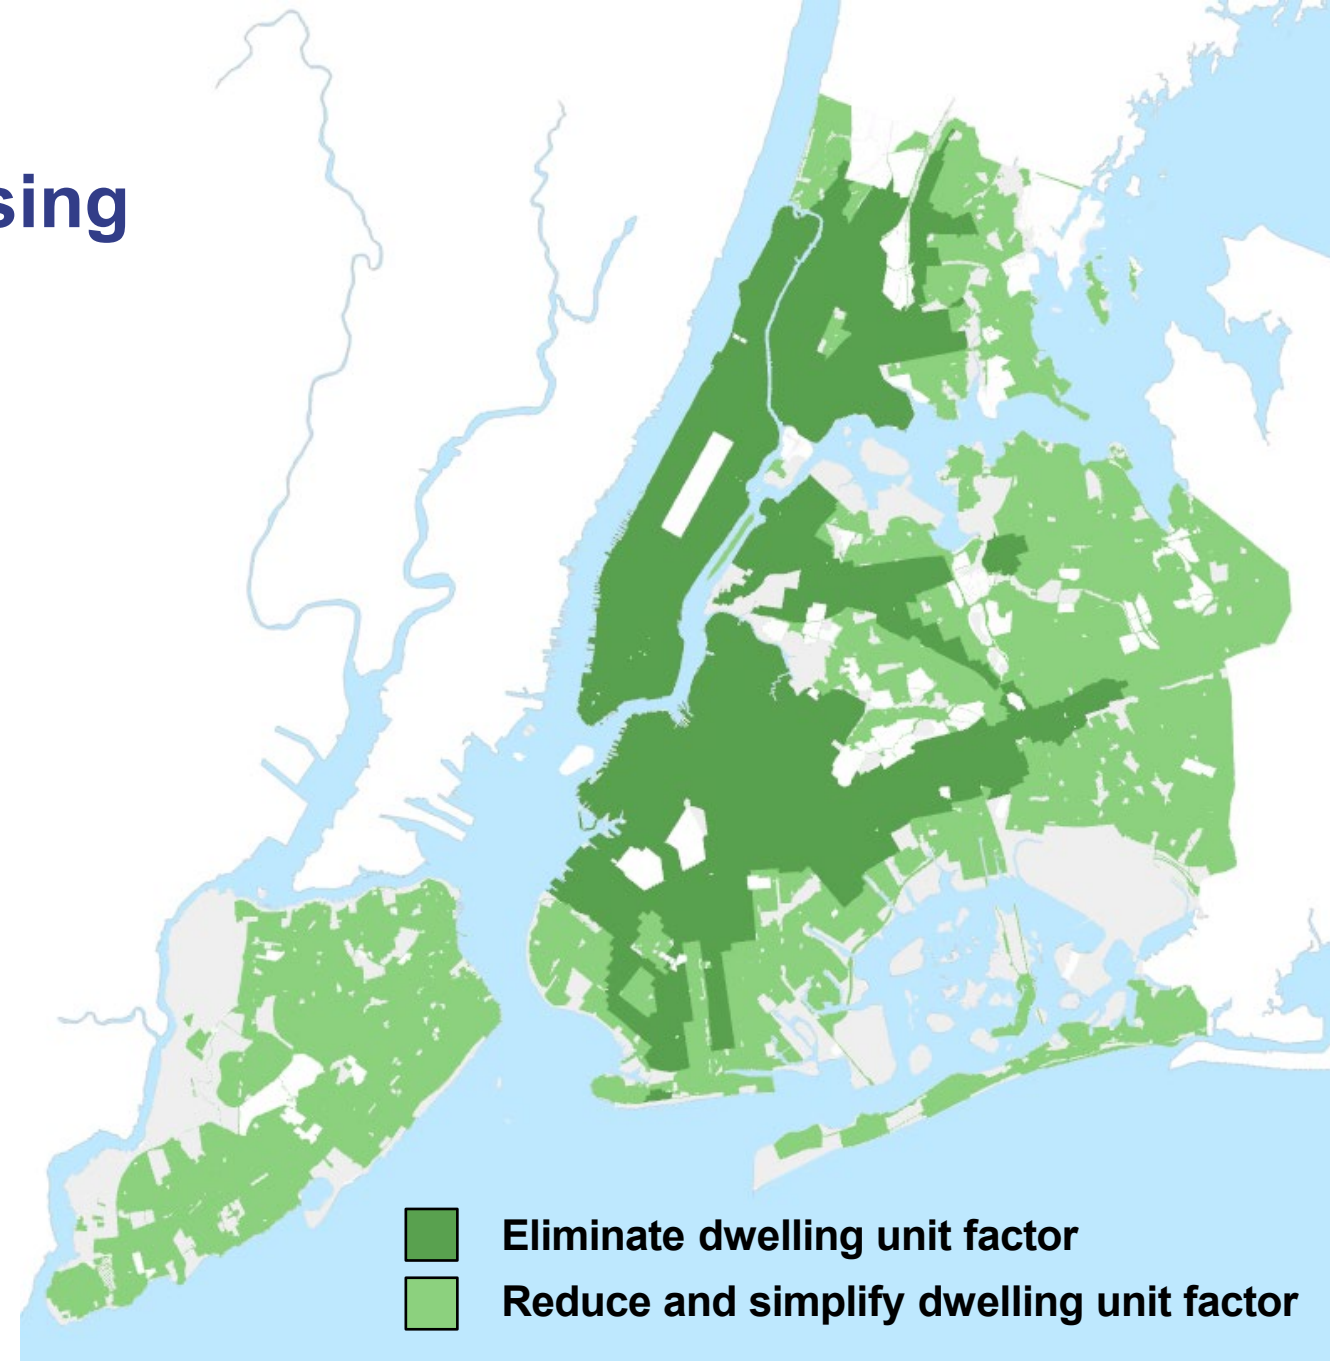 sing
Eliminate dwelling unit factor
Reduce and simplify dwelling unit factor